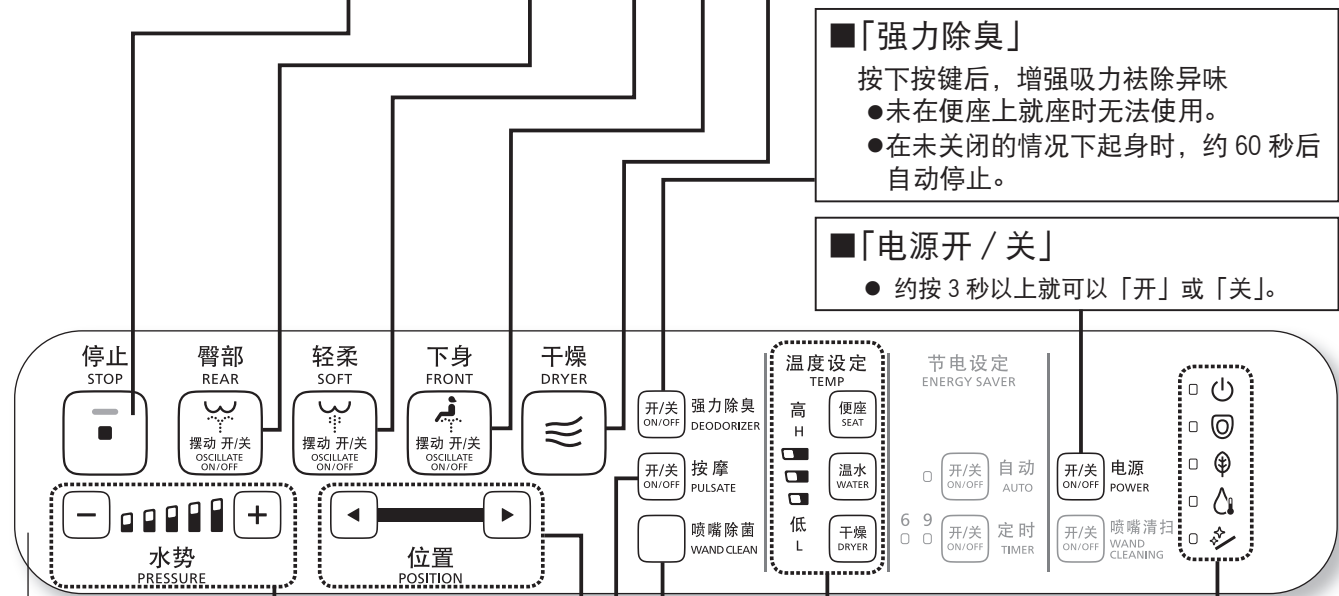 ■「强力除臭」
按下按键后，增强吸力祛除异味
●未在便座上就座时无法使用。
●在未关闭的情况下起身时，约 60 秒后
自动停止。
■「电源开 / 关」
● 约按 3 秒以上就可以「开」或「关」。
停止
STOP
臀部
REAR
摆动 开/关
OSCILLATE
ON/OFF
轻柔
SOFT
摆动 开/关
OSCILLATE
ON/OFF
下身
FRONT
摆动 开/关
OSCILLATE
ON/OFF
干燥
DRYER
− +
水势
PRESSURE
位置
POSITION
开/关
ON/OFF
强力除臭
DEODORIZER
开/关
ON/OFF
按摩
PULSATE
喷嘴除菌
WAND CLEAN
温度设定
TEMP
高
H
低
L
便座
SEAT
温水
WATER
干燥
DRYER
节电设定
ENERGY SAVER
开/关
ON/OFF
自动
AUTO
6 9
开/关
ON/OFF
定时
TIMER
开/关
ON/OFF
电源
POWER
开/关
ON/OFF
喷嘴清扫
WAND
CLEANING